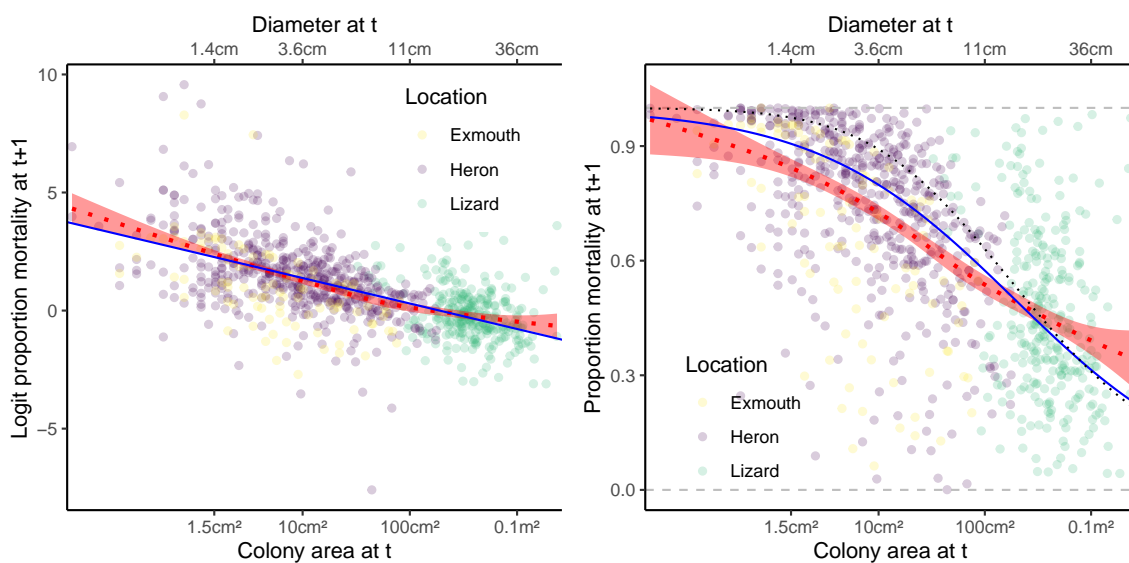 Diameter at t
1.4cm 3.6cm 11cm 36cm
Logit proportion mortality at t+1
10
5
0
−5
Location
Exmouth
Heron
Lizard
1.5cm² 10cm² 100cm² 0.1m²
Colony area at t
Diameter at t
1.4cm 3.6cm 11cm 36cm
Proportion mortality at t+1
0.9
0.6
0.3
0.0
Location
Exmouth
Heron
Lizard
1.5cm² 10cm² 100cm² 0.1m²
Colony area at t